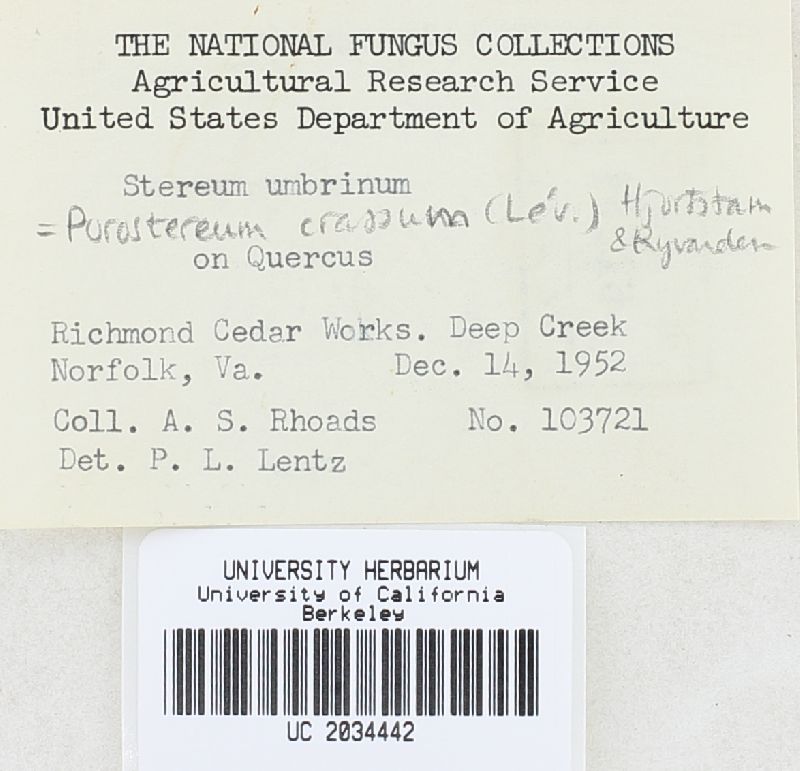 THE NATIONAL FUNGUS COLLECTIONS
Agricultural Research Service
United States Department of Agriculture
Stereum umbrinum
= Porostereum crassum (Lév.) Hjortstam
& Ryvarden
on Quercus
Richmond Cedar Works. Deep Creek
Norfolk, Va. Dec. 14, 1952
Coll. A. S. Rhoads No. 103721
Det. P. L. Lentz
UNIVERSITY HERBARIUM
University of California
Berkeley
UC 2034442